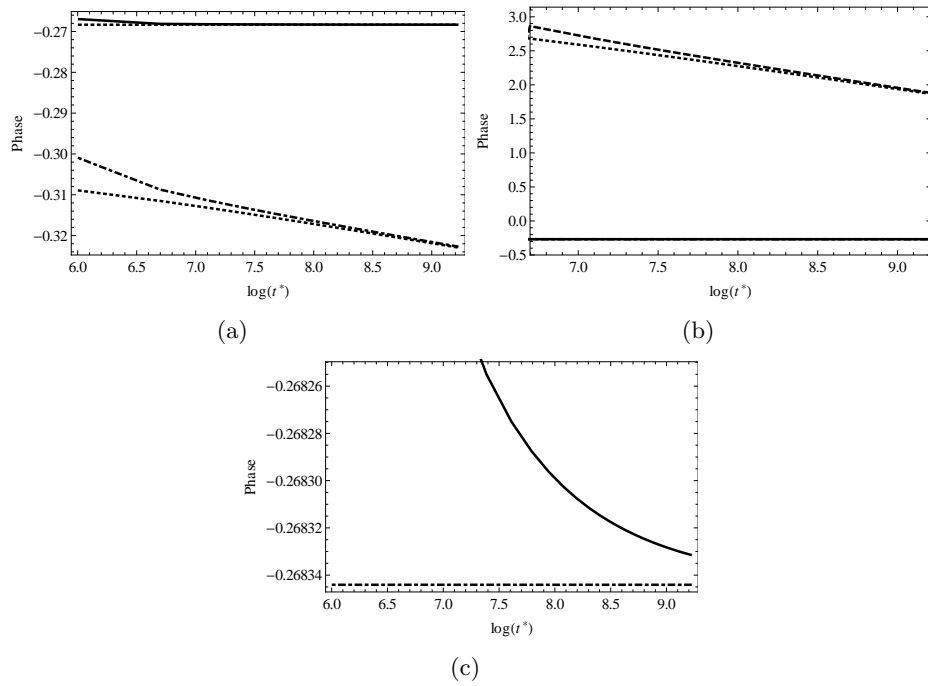 −0.27
−0.28
−0.29
−0.30
−0.31
−0.32
Phase
6.0 6.5 7.0 7.5 8.0 8.5 9.0
log(t*)
(a)
3.0
2.5
2.0
1.5
1.0
0.5
0.0
−0.5
Phase
7.0 7.5 8.0 8.5 9.0
log(t*)
(b)
−0.26826
−0.26828
−0.26830
−0.26832
−0.26834
Phase
6.0 6.5 7.0 7.5 8.0 8.5 9.0
log(t*)
(c)